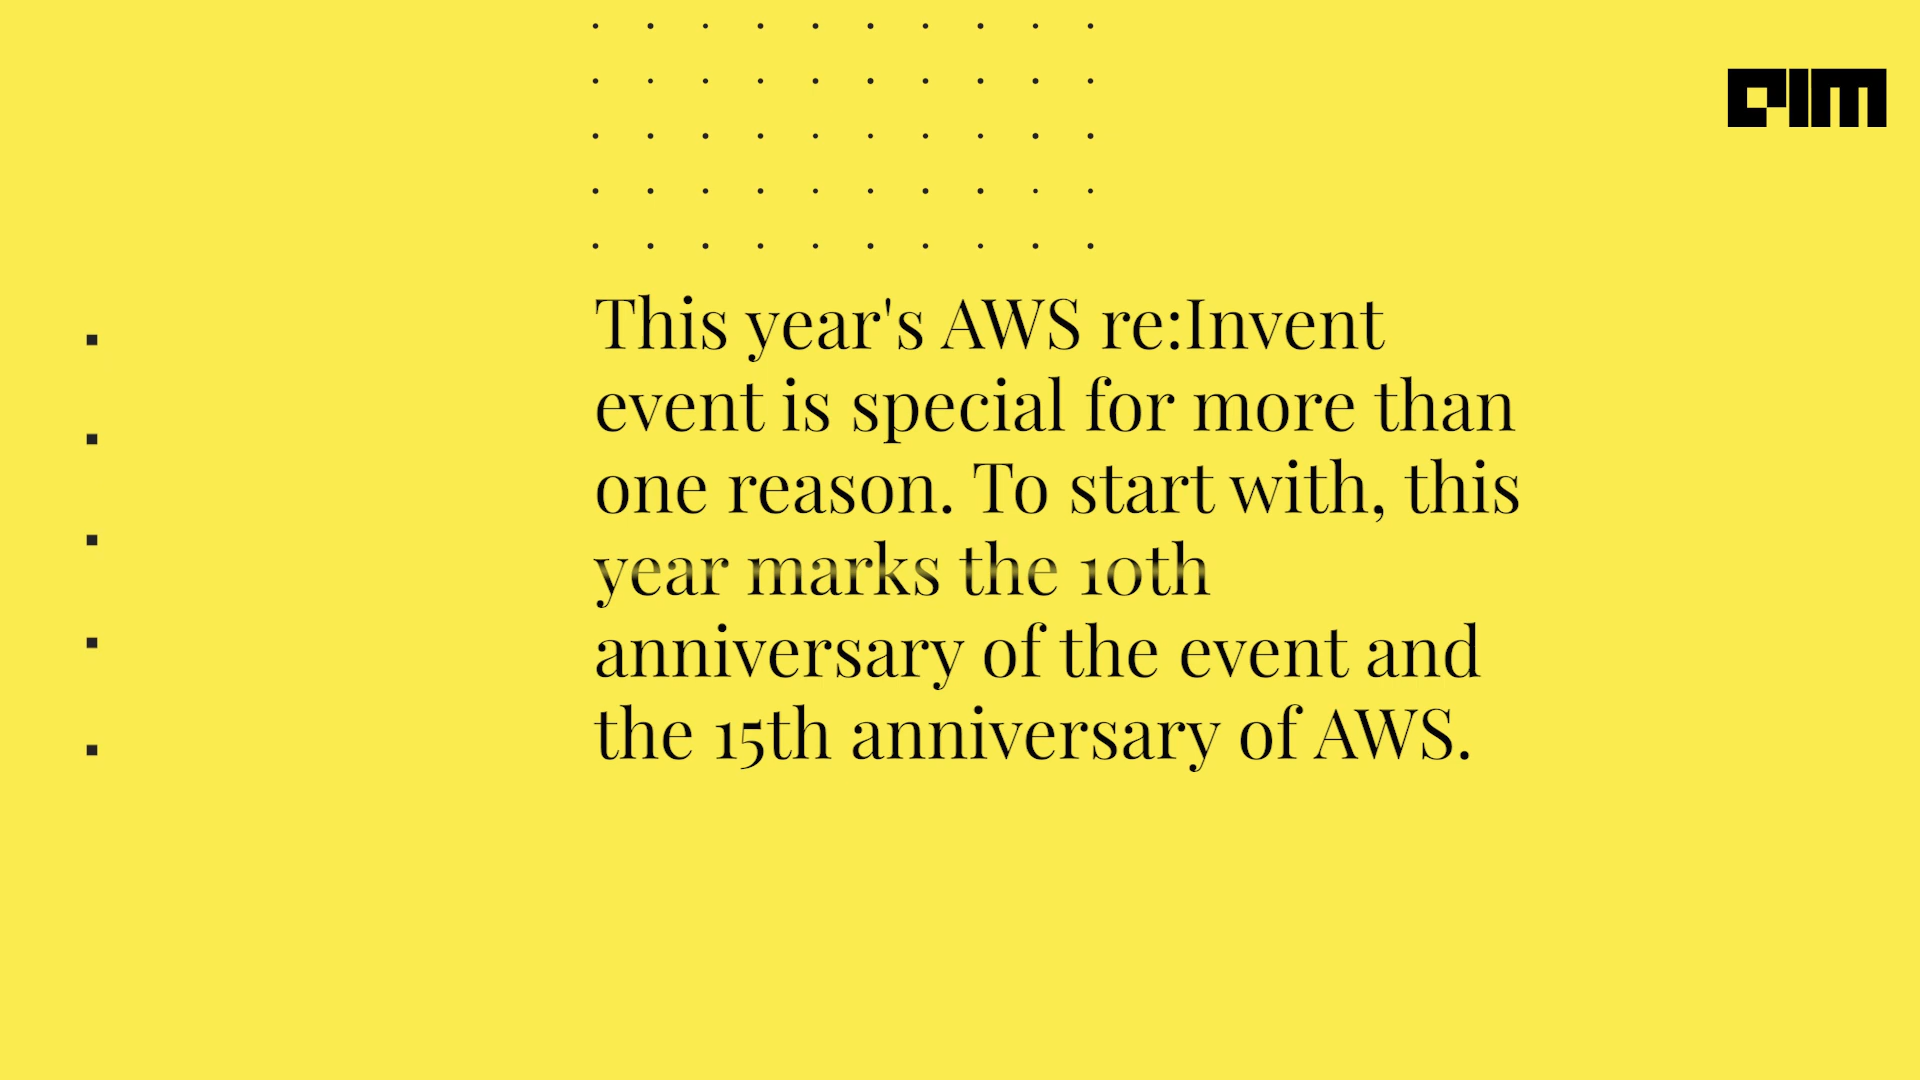 AIM
This year's AWS re:Invent
event is special for more than
one reason. To start with, this
year marks the 10th
anniversary of the event and
the 15th anniversary of AWS.